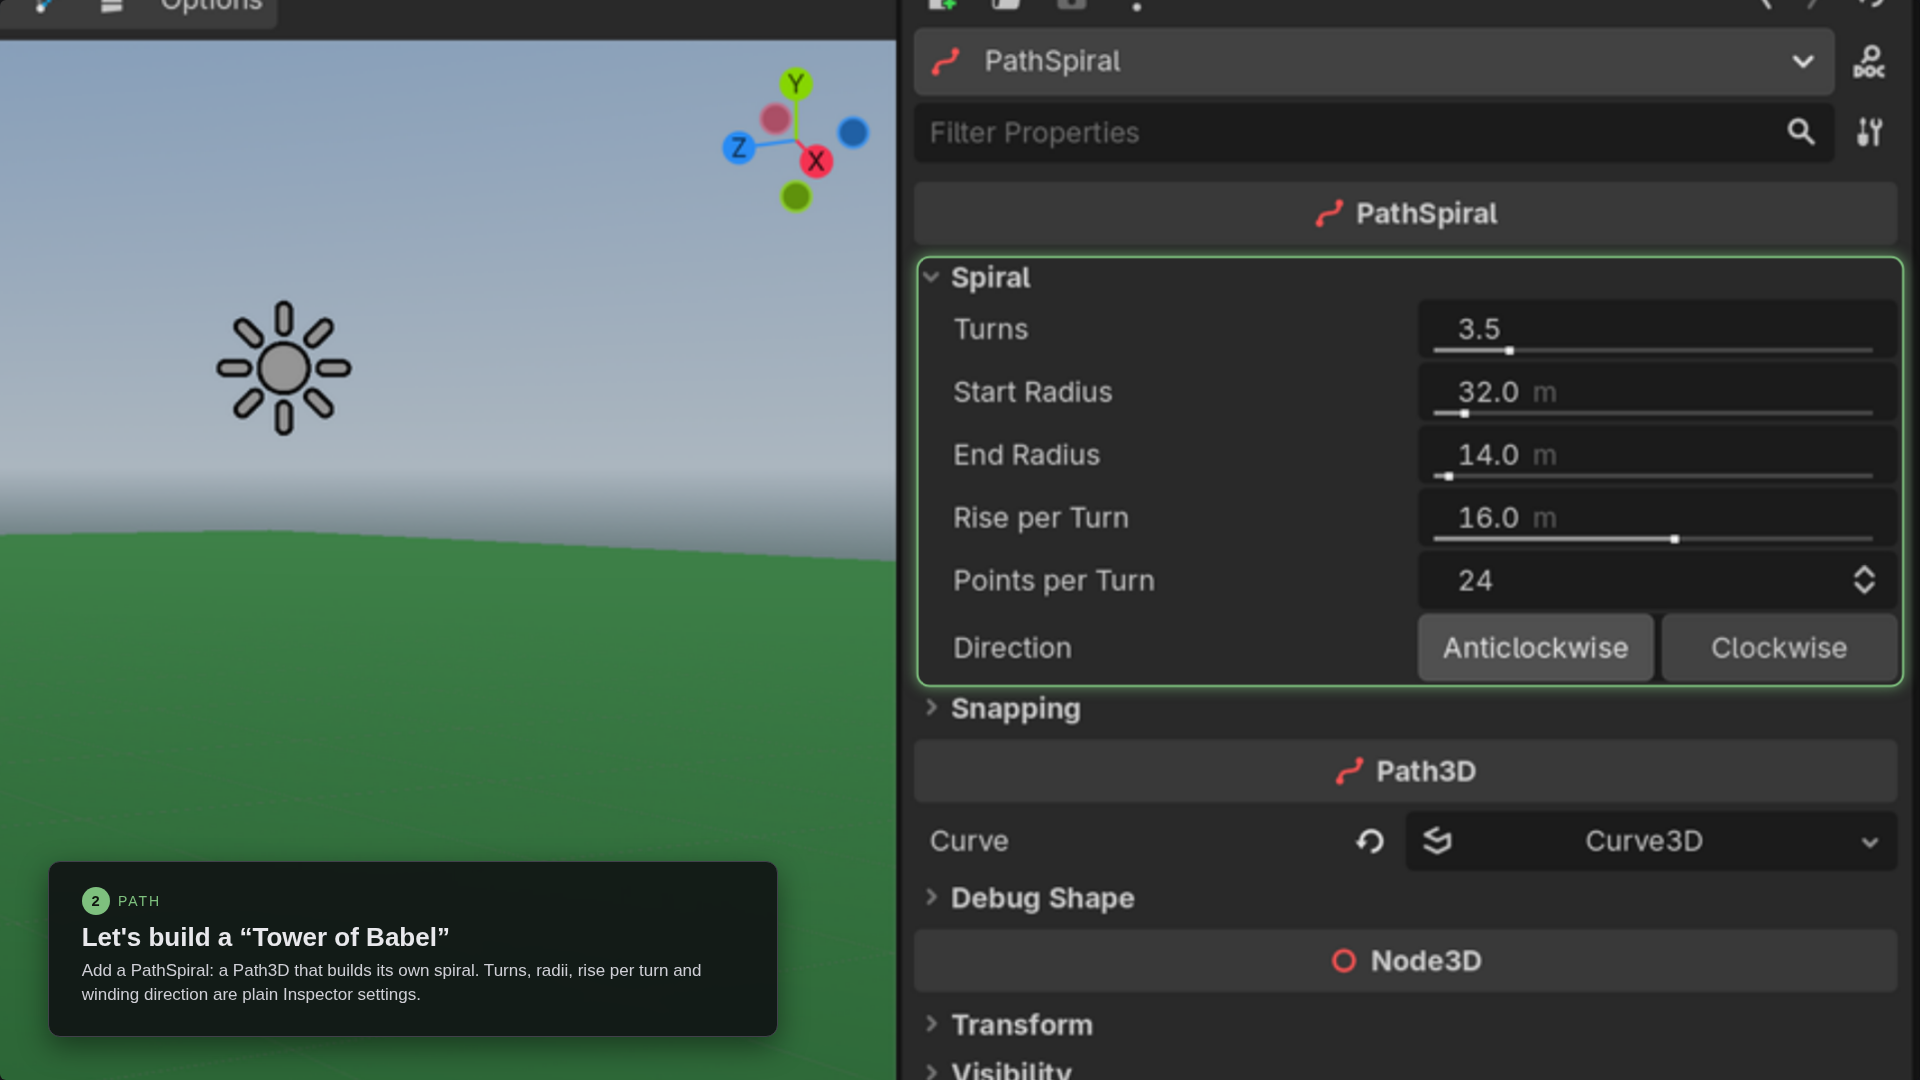 Options
PathSpiral
DOC
Filter Properties
Y
Z
X
PathSpiral
Spiral
Turns 3.5
Start Radius 32.0 m
End Radius 14.0 m
Rise per Turn 16.0 m
Points per Turn 24
Direction Anticlockwise Clockwise
Snapping
Path3D
Curve Curve3D
Debug Shape
Node3D
Transform
Visibility
2 PATH
Let's build a “Tower of Babel”
Add a PathSpiral: a Path3D that builds its own spiral. Turns, radii, rise per turn and
winding direction are plain Inspector settings.